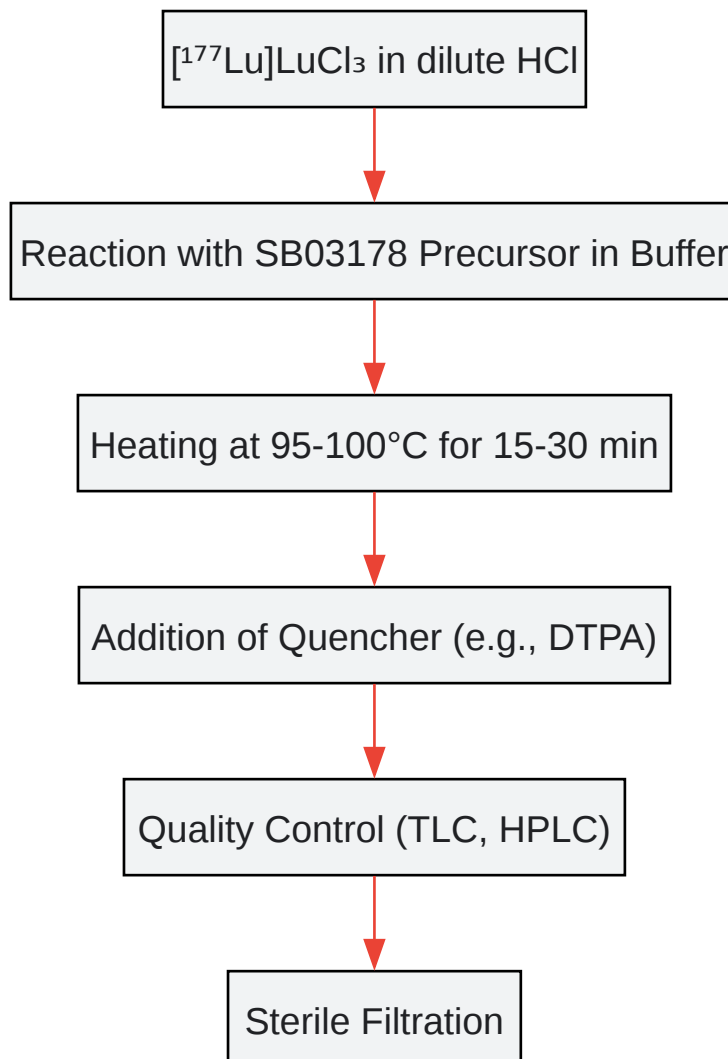 [¹⁷⁷Lu]LuCl₃ in dilute HCl
Reaction with SB03178 Precursor in Buffer
Heating at 95-100°C for 15-30 min
Addition of Quencher (e.g., DTPA)
Quality Control (TLC, HPLC)
Sterile Filtration